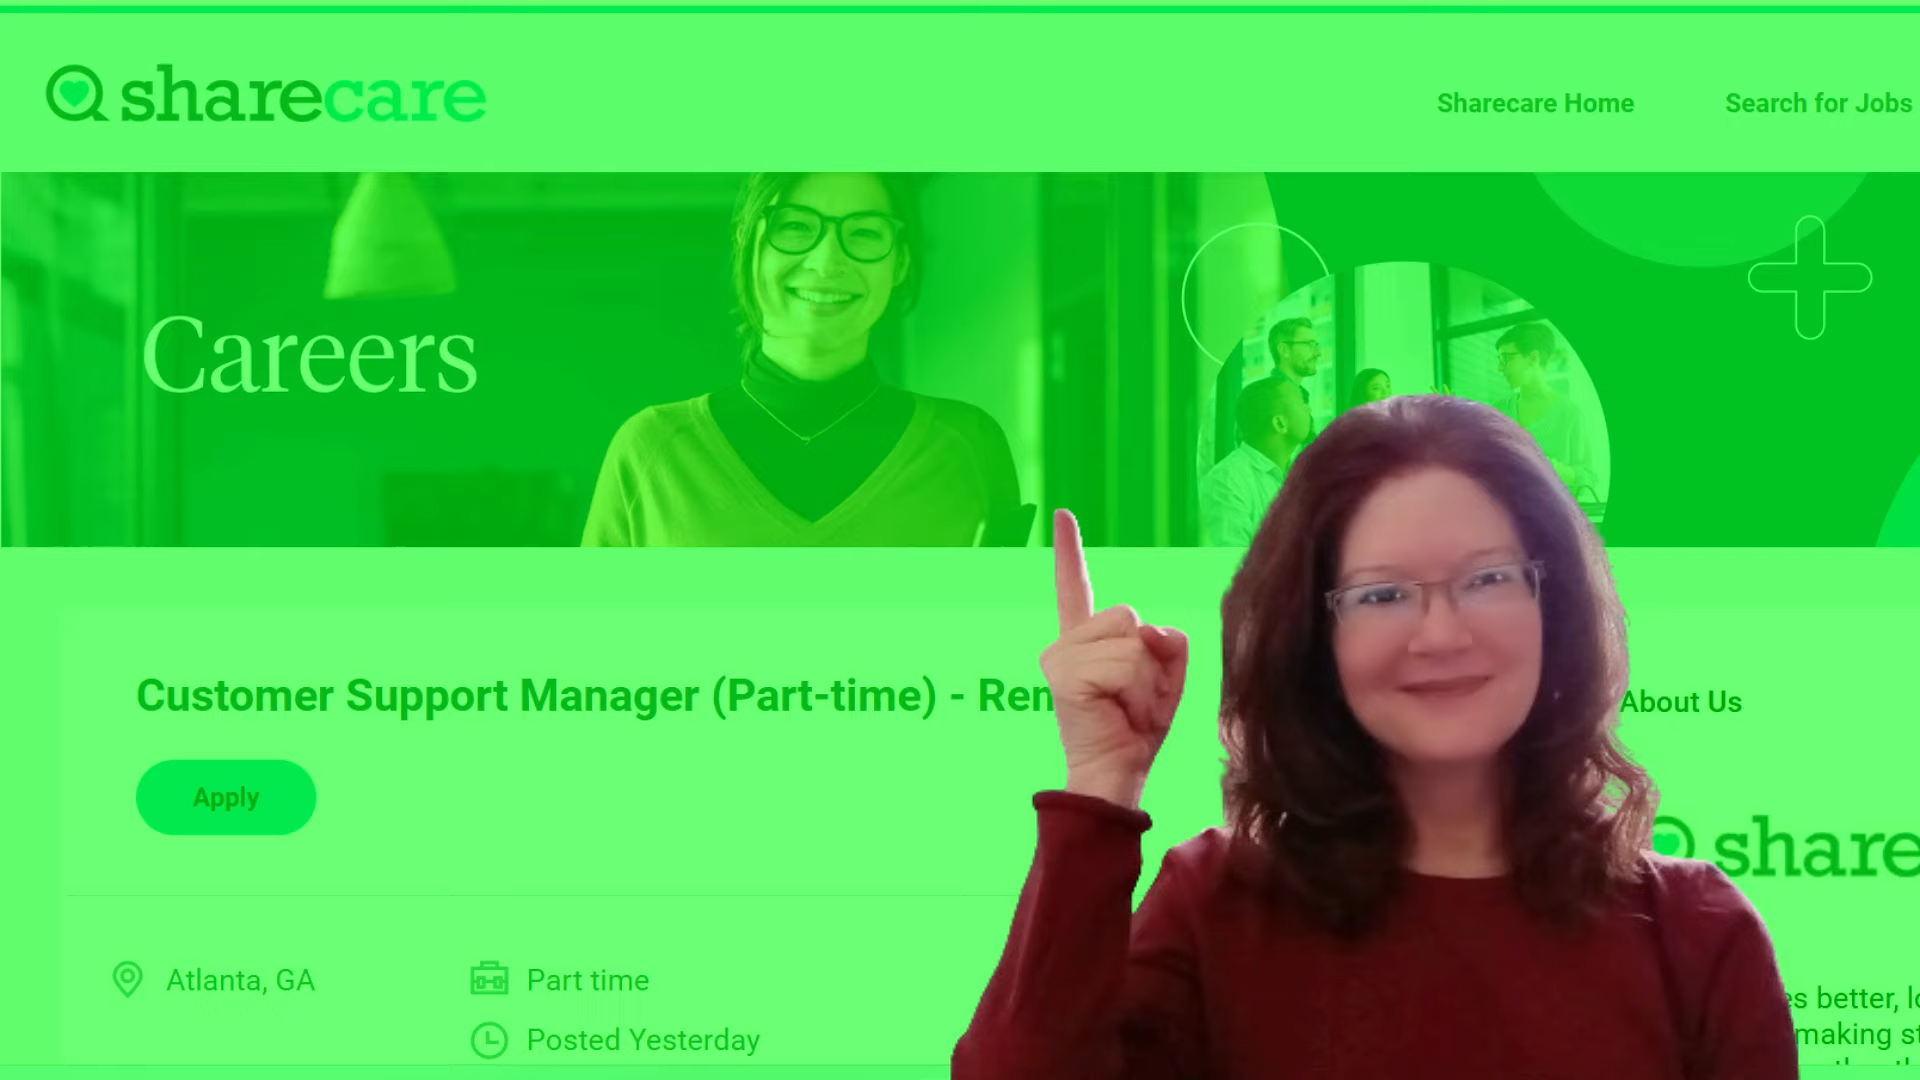 sharecare
Sharecare Home
Search for Jobs
Careers
Customer Support Manager (Part-time) - Ren
Apply
About Us
share
Atlanta, GA
Part time
Posted Yesterday
es better, l
making st